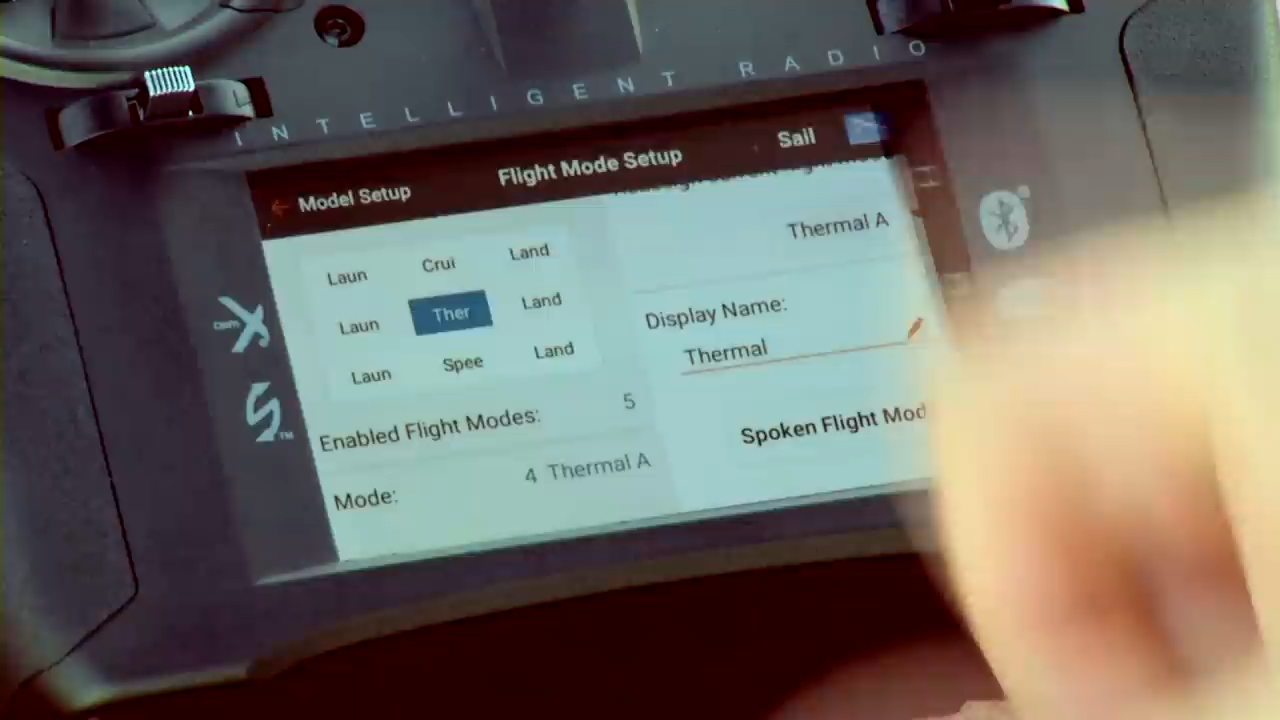 INTELLIGENT RADIO
Model Setup
Flight Mode Setup
Sail
Laun Crui Land
Laun Ther Land
Laun Spee Land
Enabled Flight Modes: 5
Mode: 4 Thermal A
Thermal A
Display Name:
Thermal
Spoken Flight Mod
TM